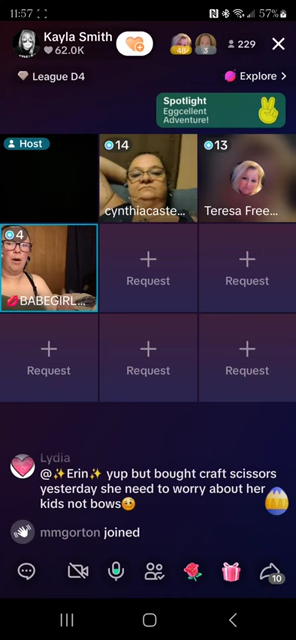 11:57
57%
Kayla Smith
62.0K
40
3
229
League D4
Explore >
Spotlight
Eggcellent
Adventure!
Host
14
13
cynthiacaste...
Teresa Free...
4
💋BABEGIRL...
Request
Request
Request
Request
Request
Lydia
@✨Erin✨ yup but bought craft scissors
yesterday she need to worry about her
kids not bows🥴
mmgorton joined
10